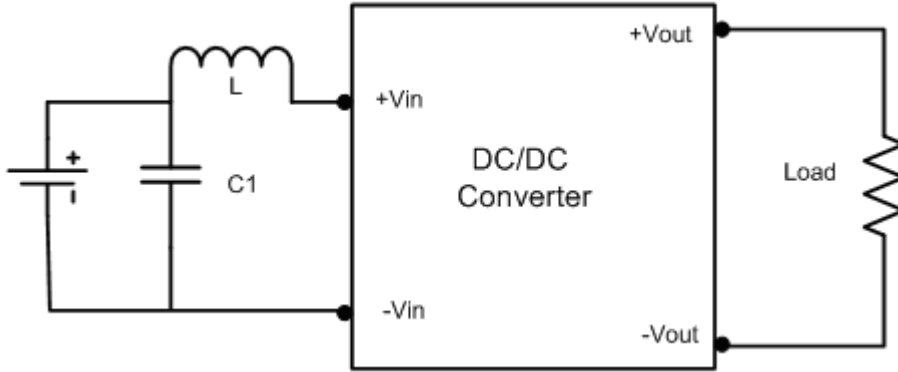 +Vout
L
+Vin
DC/DC
Converter
+
-
C1
Load
-Vin
-Vout